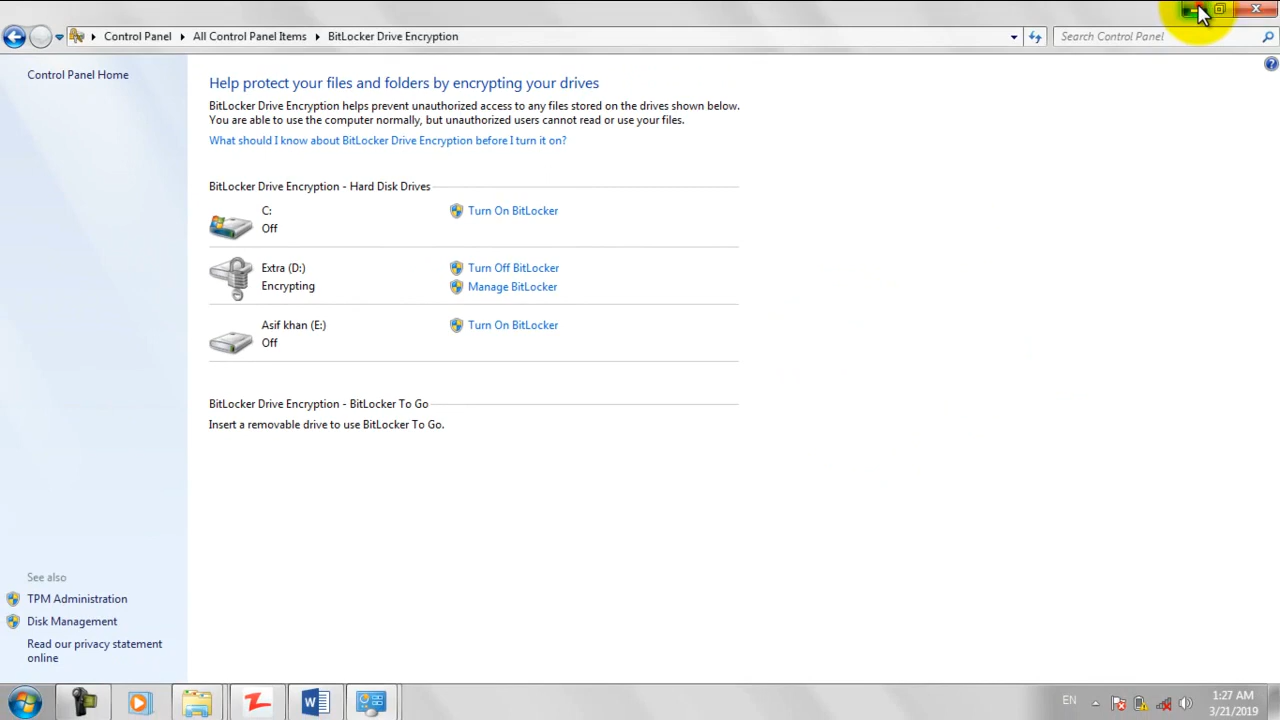 Control Panel All Control Panel Items BitLocker Drive Encryption Search Control Panel
Control Panel Home
Help protect your files and folders by encrypting your drives
BitLocker Drive Encryption helps prevent unauthorized access to any files stored on the drives shown below.
You are able to use the computer normally, but unauthorized users cannot read or use your files.
What should I know about BitLocker Drive Encryption before I turn it on?
BitLocker Drive Encryption - Hard Disk Drives
C: Turn On BitLocker
Off
Extra (D:) Turn Off BitLocker
Encrypting Manage BitLocker
Asif khan (E:) Turn On BitLocker
Off
BitLocker Drive Encryption - BitLocker To Go
Insert a removable drive to use BitLocker To Go.
See also
TPM Administration
Disk Management
Read our privacy statement
online
EN 1:27 AM
3/21/2019